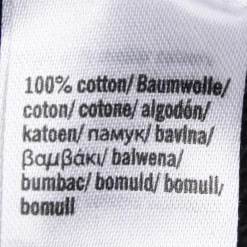 100% cotton/ Baumwolle/
coton/ cotone/ algodón/
katoen/ памук/ bavlna/
βαμβάκι/ balwena/
bumbac/ bomuld/ bomull/
bomull